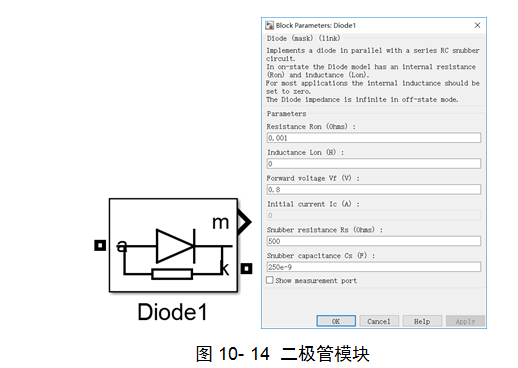 Block Parameters: Diode1
Diode (mask) (link)
Implements a diode in parallel with a series RC snubber
circuit.
In on-state the Diode model has an internal resistance
(Ron) and inductance (Lon).
For most applications the internal inductance should be
set to zero.
The Diode impedance is infinite in off-state mode.
Parameters
Resistance Ron (Ohms) :
0.001
Inductance Lon (H) :
0
Forward voltage Vf (V) :
0.8
Initial current Ic (A) :
0
Snubber resistance Rs (Ohms) :
500
Snubber capacitance Cs (F) :
250e-9
Show measurement port
OK Cancel Help Apply
m
a
k
Diode1
图 10- 14 二极管模块